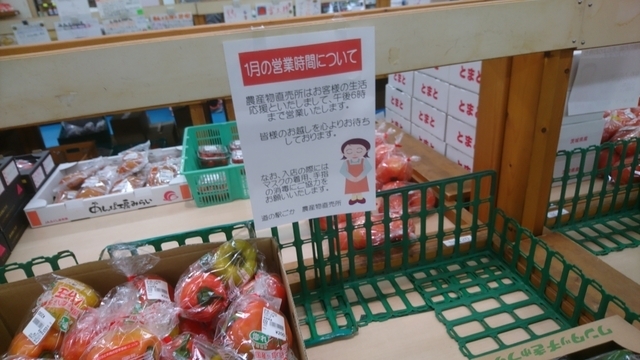 1月の営業時間について
農産物直売所はお客様の生活
応援といたしまして、午後6時
まで営業いたします。
皆様のお越しを心よりお待ち
しております。
なお、入店の際には
マスクの着用、手指
の消毒にご協力を
お願いいたします。
道の駅にか 農産物直売所
とまと
とまと
とまと
とまと